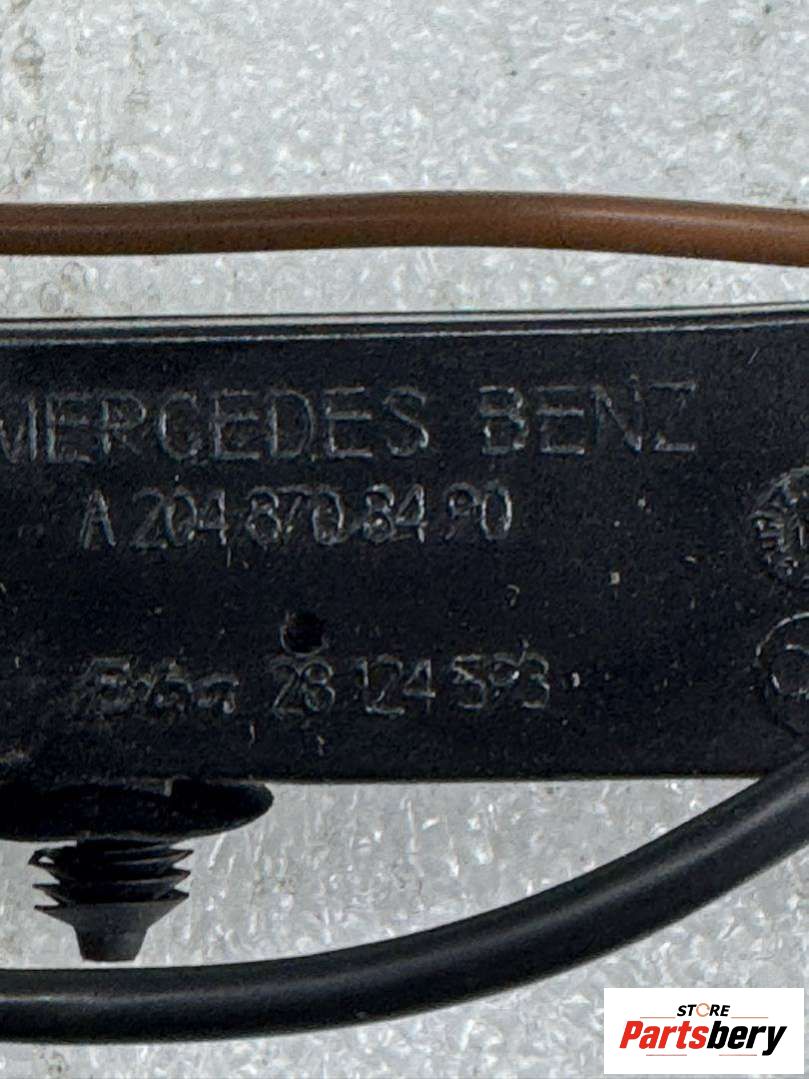 MERCEDES BENZ
A 204 870 84 90
28 124 593
STORE
Partsbery